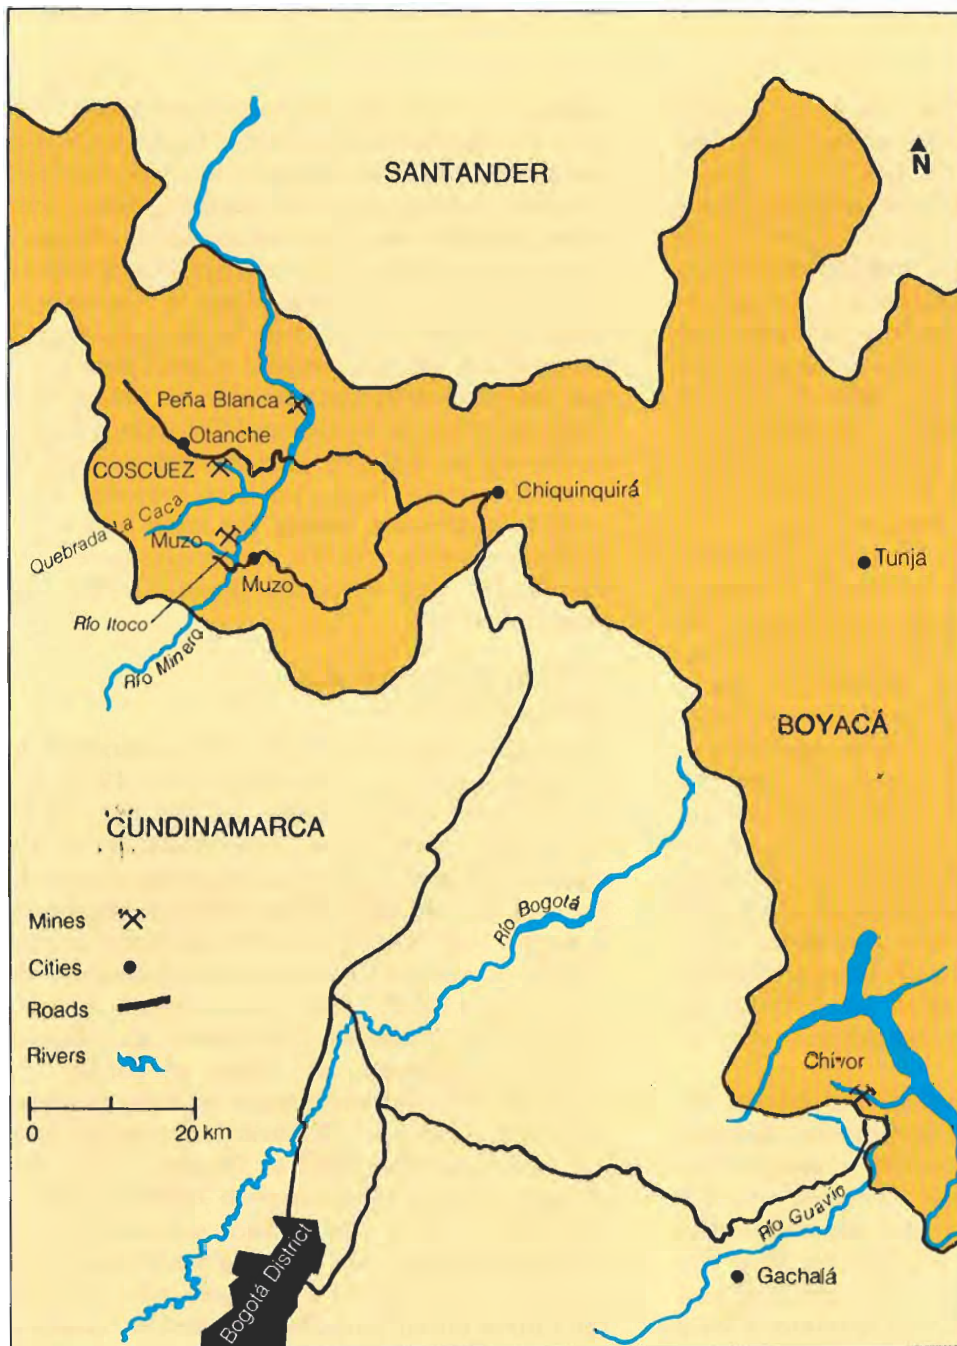 SANTANDER
N
Peña Blanca
Otanche
COSCUEZ
Chiquinquirá
Quebrada La Caca
Muzo
Muzo
Tunja
Río Itoco
Río Minero
BOYACÁ
CUNDINAMARCA
Río Bogotá
Mines
Cities
Roads
Rivers
Chivor
0 20 km
Río Guavio
Gachalá
Bogotá District